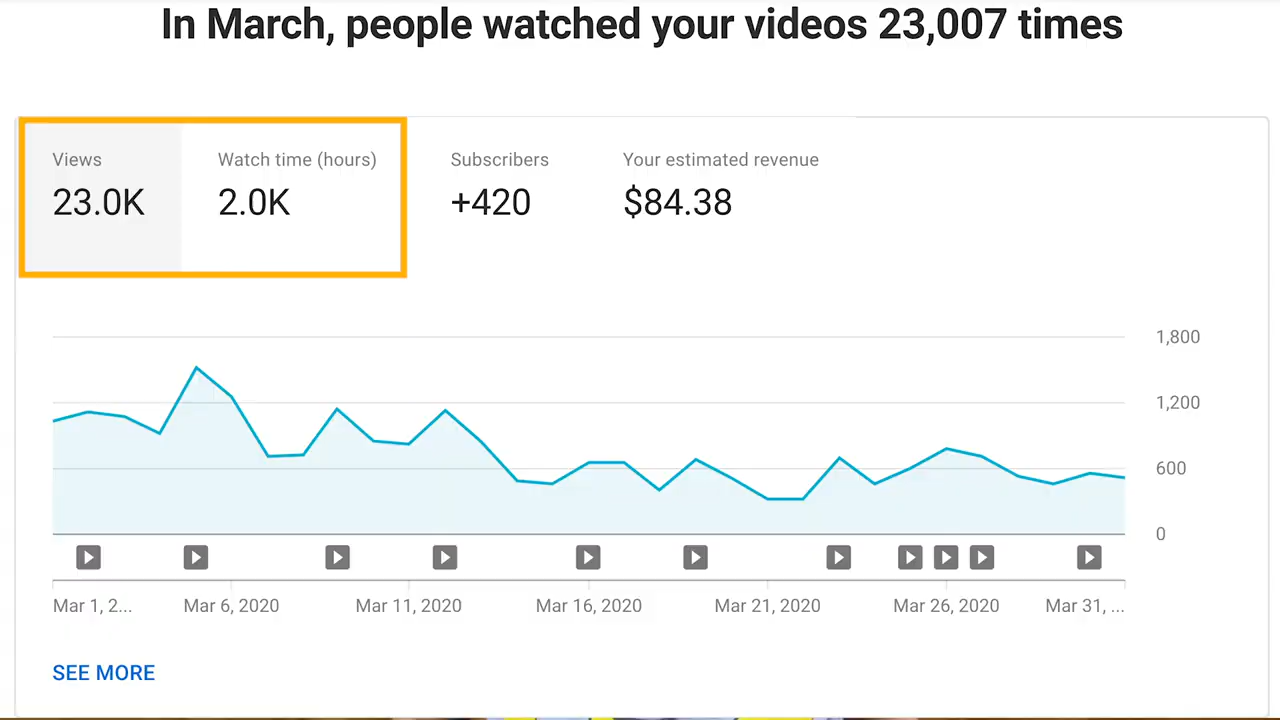 In March, people watched your videos 23,007 times
Views
Watch time (hours)
Subscribers
Your estimated revenue
23.0K
2.0K
+420
$84.38
1,800
1,200
600
0
Mar 1, 2...
Mar 6, 2020
Mar 11, 2020
Mar 16, 2020
Mar 21, 2020
Mar 26, 2020
Mar 31, ...
SEE MORE